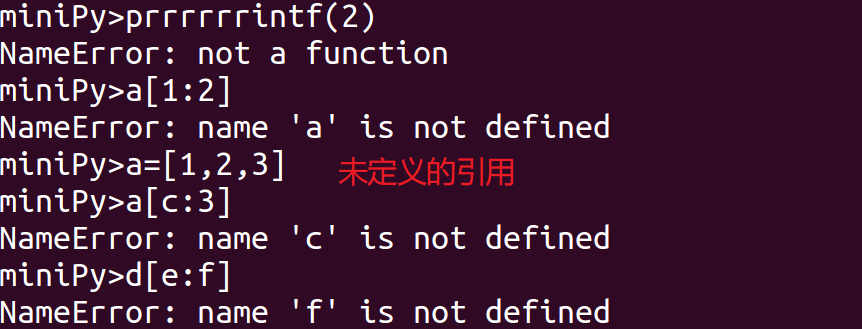 miniPy>prrrrrrintf(2)
NameError: not a function
miniPy>a[1:2]
NameError: name 'a' is not defined
miniPy>a=[1,2,3]
未定义的引用
miniPy>a[c:3]
NameError: name 'c' is not defined
miniPy>d[e:f]
NameError: name 'f' is not defined